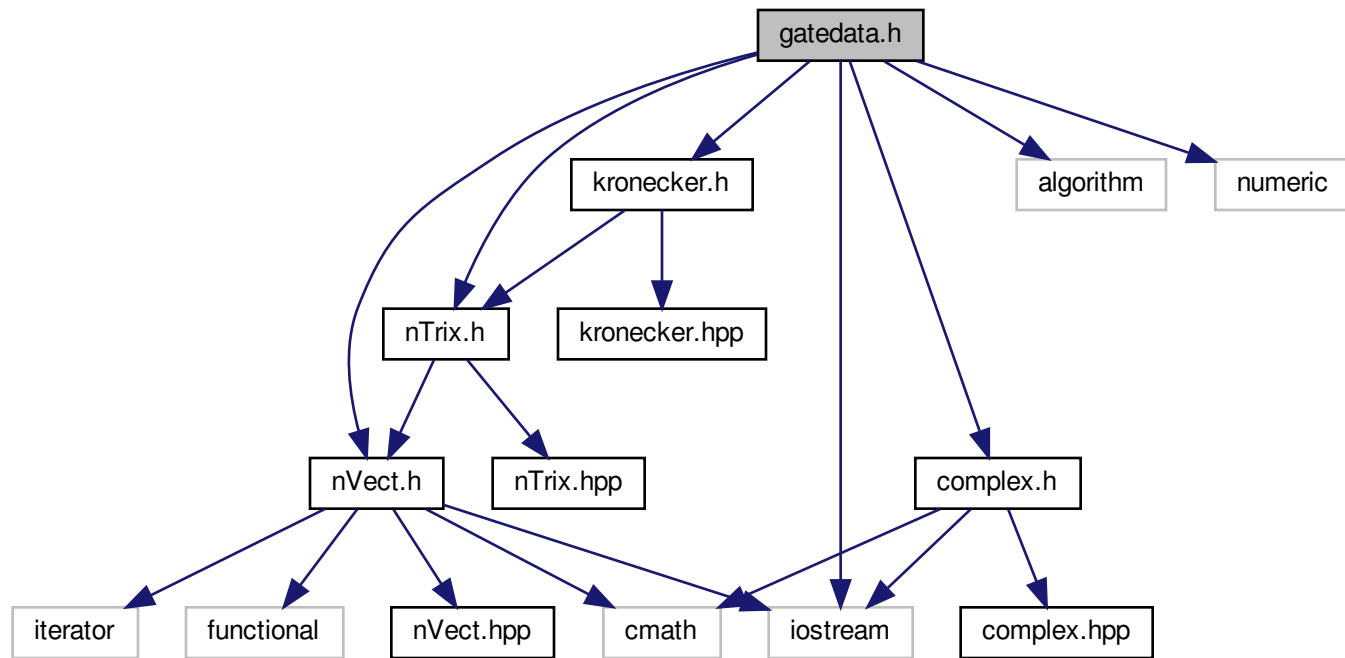 gatedata.h
kronecker.h
algorithm
numeric
nTrix.h
kronecker.hpp
nVect.h
nTrix.hpp
complex.h
iterator
functional
nVect.hpp
cmath
iostream
complex.hpp